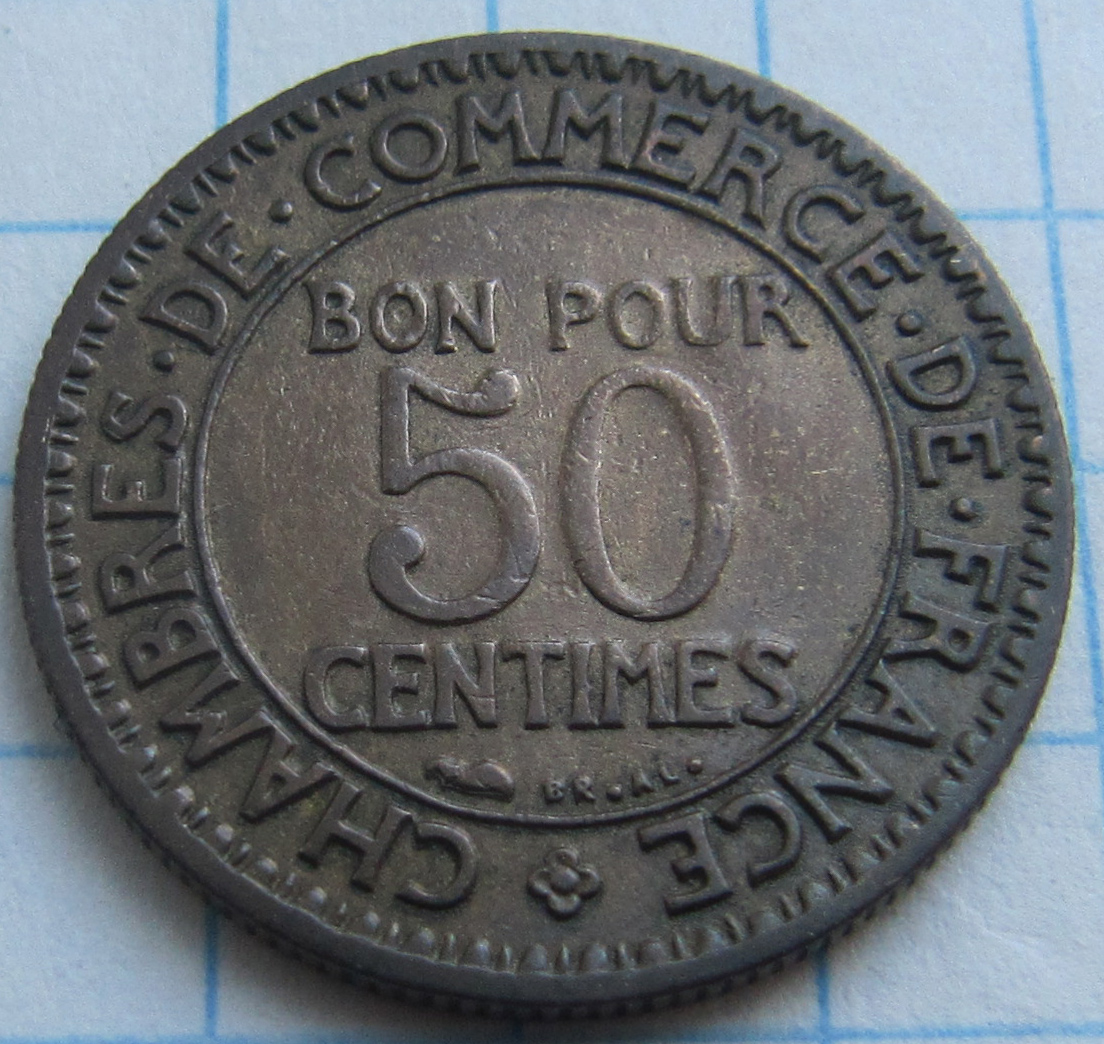 CHAMBRES · DE · COMMERCE · DE · FRANCE
BON POUR
50
CENTIMES
BR.AL.